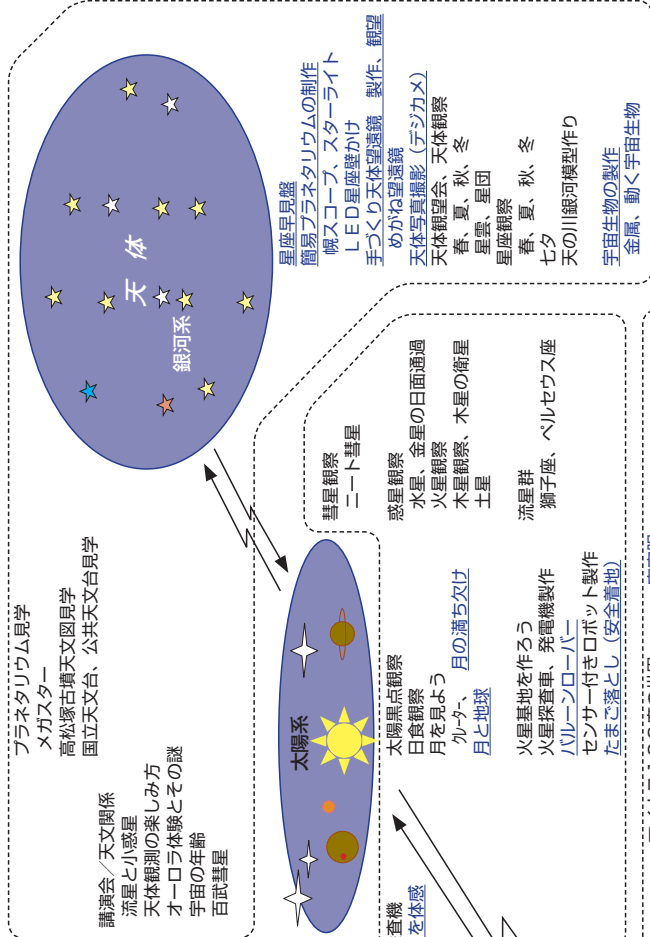 プラネタリウム見学
メガスター
高松塚古墳天文図見学
国立天文台、公共天文台見学
講演会／天文関係
流星と小惑星
天体観測の楽しみ方
オーロラ体験とその謎
宇宙の年齢
百武彗星
天 体
銀河系
星座早見盤
簡易プラネタリウムの制作
幌スコープ、スターライト
ＬＥＤ星座壁かけ
手づくり天体望遠鏡　製作、観望
めがね望遠鏡
天体写真撮影（デジカメ）
天体観望会、天体観察
春、夏、秋、冬
星雲、星団
星座観察
春、夏、秋、冬
七夕
天の川銀河模型作り
宇宙生物の製作
金属、動く宇宙生物
太陽系
彗星観察
ニート彗星
惑星観察
水星、金星の日面通過
火星観察
木星観察、木星の衛星
土星
流星群
獅子座、ペルセウス座
太陽黒点観察
日食観察
月を見よう
クレーター、月の満ち欠け
月と地球
火星基地を作ろう
火星探査車、発電機製作
バルーンローバー
センサー付きロボット製作
たまご落とし（安全着地）
査機
を体感